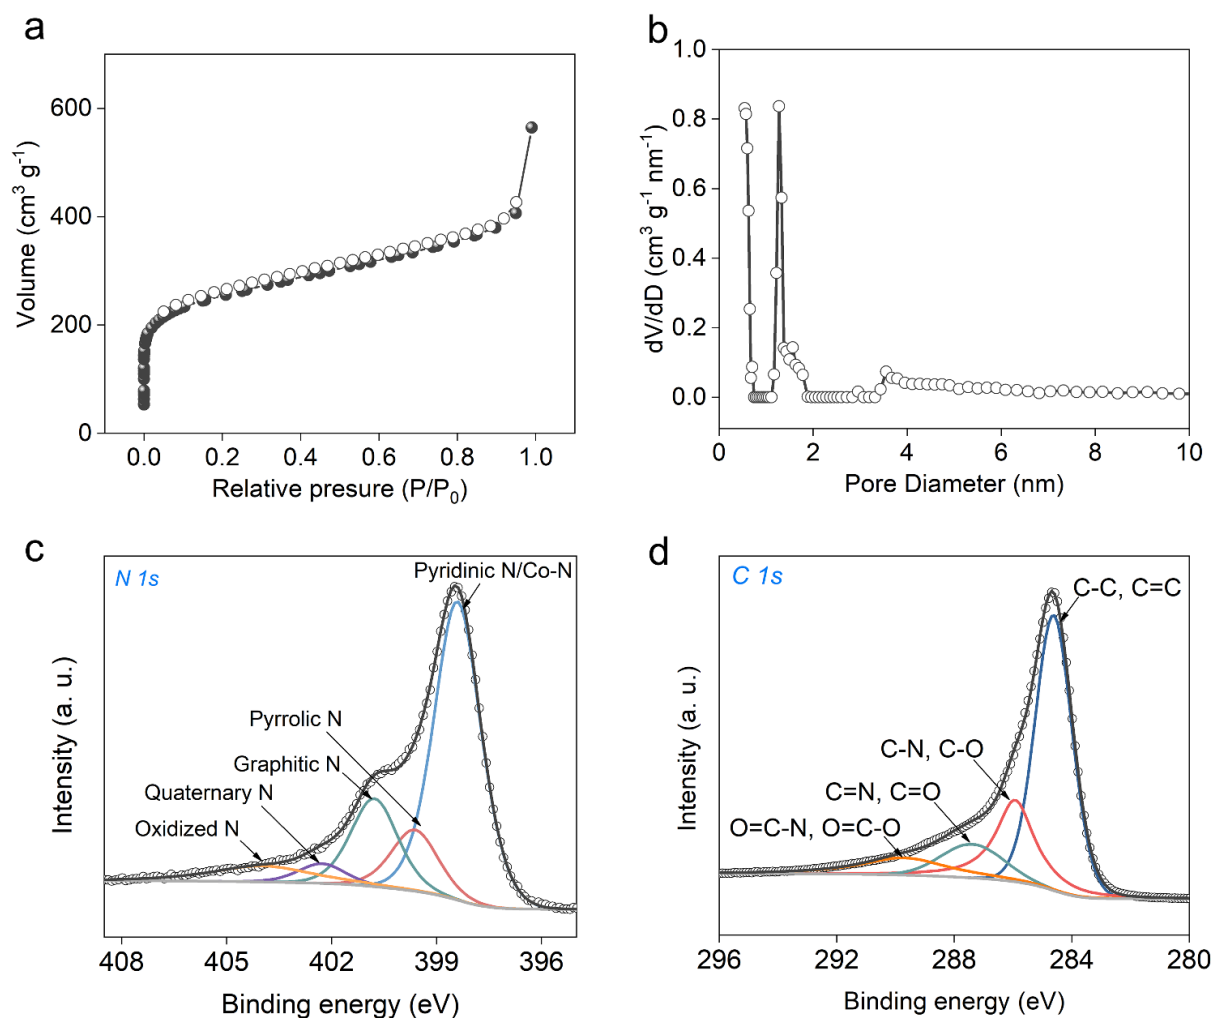 a
600
400
200
0
Volume (cm³ g⁻¹)
0.0 0.2 0.4 0.6 0.8 1.0
Relative presure (P/P₀)
b
1.0
0.8
0.6
0.4
0.2
0.0
dV/dD (cm³ g⁻¹ nm⁻¹)
0 2 4 6 8 10
Pore Diameter (nm)
c
N 1s
Pyridinic N/Co-N
Pyrrolic N
Graphitic N
Quaternary N
Oxidized N
Intensity (a. u.)
408 405 402 399 396
Binding energy (eV)
d
C 1s
C-C, C=C
C-N, C-O
C=N, C=O
O=C-N, O=C-O
Intensity (a. u.)
296 292 288 284 280
Binding energy (eV)